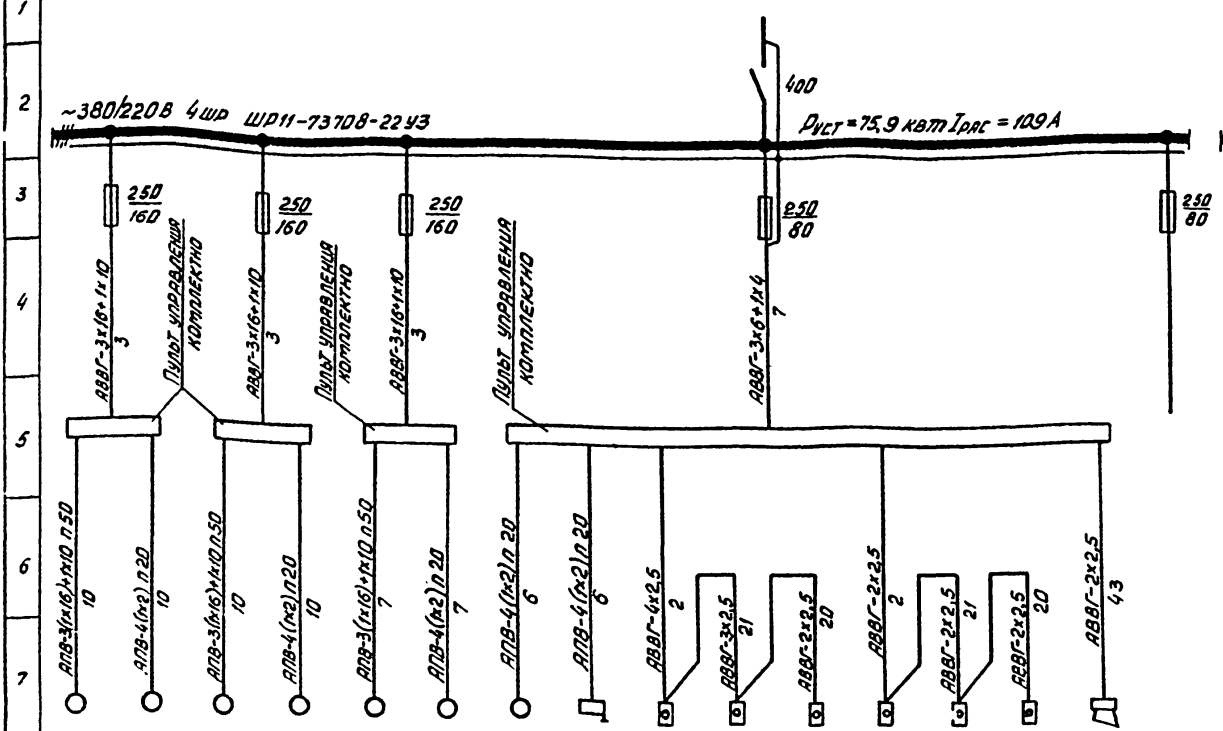 1
2
3
4
5
6
7
~380/220В 4ШР ШР11-73708-22У3
400
Руст=75,9 квт Iрас=109А
250
160
250
160
250
160
250
80
250
80
АВВГ-3х16+1х10
3
Пульт управления
комплектно
АВВГ-3х16+1х10
3
Пульт управления
комплектно
АВВГ-3х16+1х10
3
Пульт управления
комплектно
АВВГ-3х6+1х4
7
АПВ-3(1х16)+1х10 п50
10
АПВ-4(1х2) п20
10
АПВ-3(1х16)+1х10 п50
10
АПВ-4(1х2) п20
10
АПВ-3(1х16)+1х10 п50
7
АПВ-4(1х2) п20
7
АПВ-4(1х2) п20
6
АПВ-4(1х2) п20
6
АВВГ-4х2,5
2
АВВГ-3х2,5
21
АВВГ-2х2,5
20
АВВГ-2х2,5
2
АВВГ-2х2,5
21
АВВГ-2х2,5
20
АВВГ-2х2,5
43